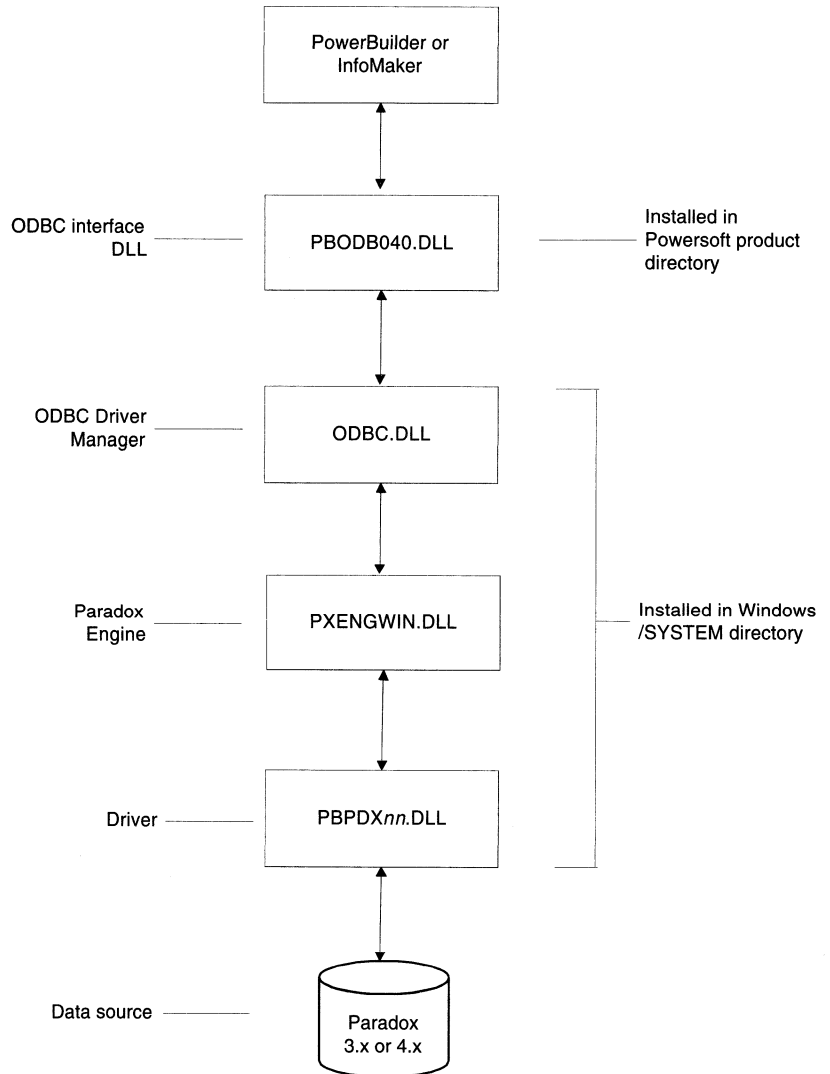 PowerBuilder or
InfoMaker
ODBC interface
DLL
PBODB040.DLL
Installed in
Powersoft product
directory
ODBC Driver
Manager
ODBC.DLL
Paradox
Engine
PXENGWIN.DLL
Installed in Windows
/SYSTEM directory
Driver
PBPDXnn.DLL
Data source
Paradox
3.x or 4.x